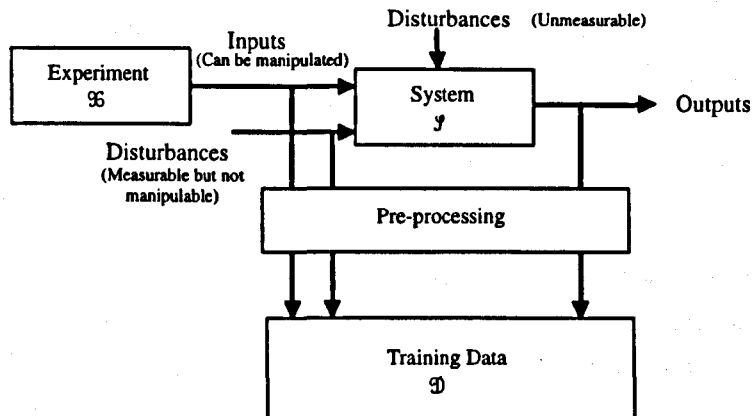 Disturbances (Unmeasurable)
Inputs
(Can be manipulated)
Experiment
System
Outputs
Disturbances
(Measurable but not
manipulable)
Pre-processing
Training Data
𝒟